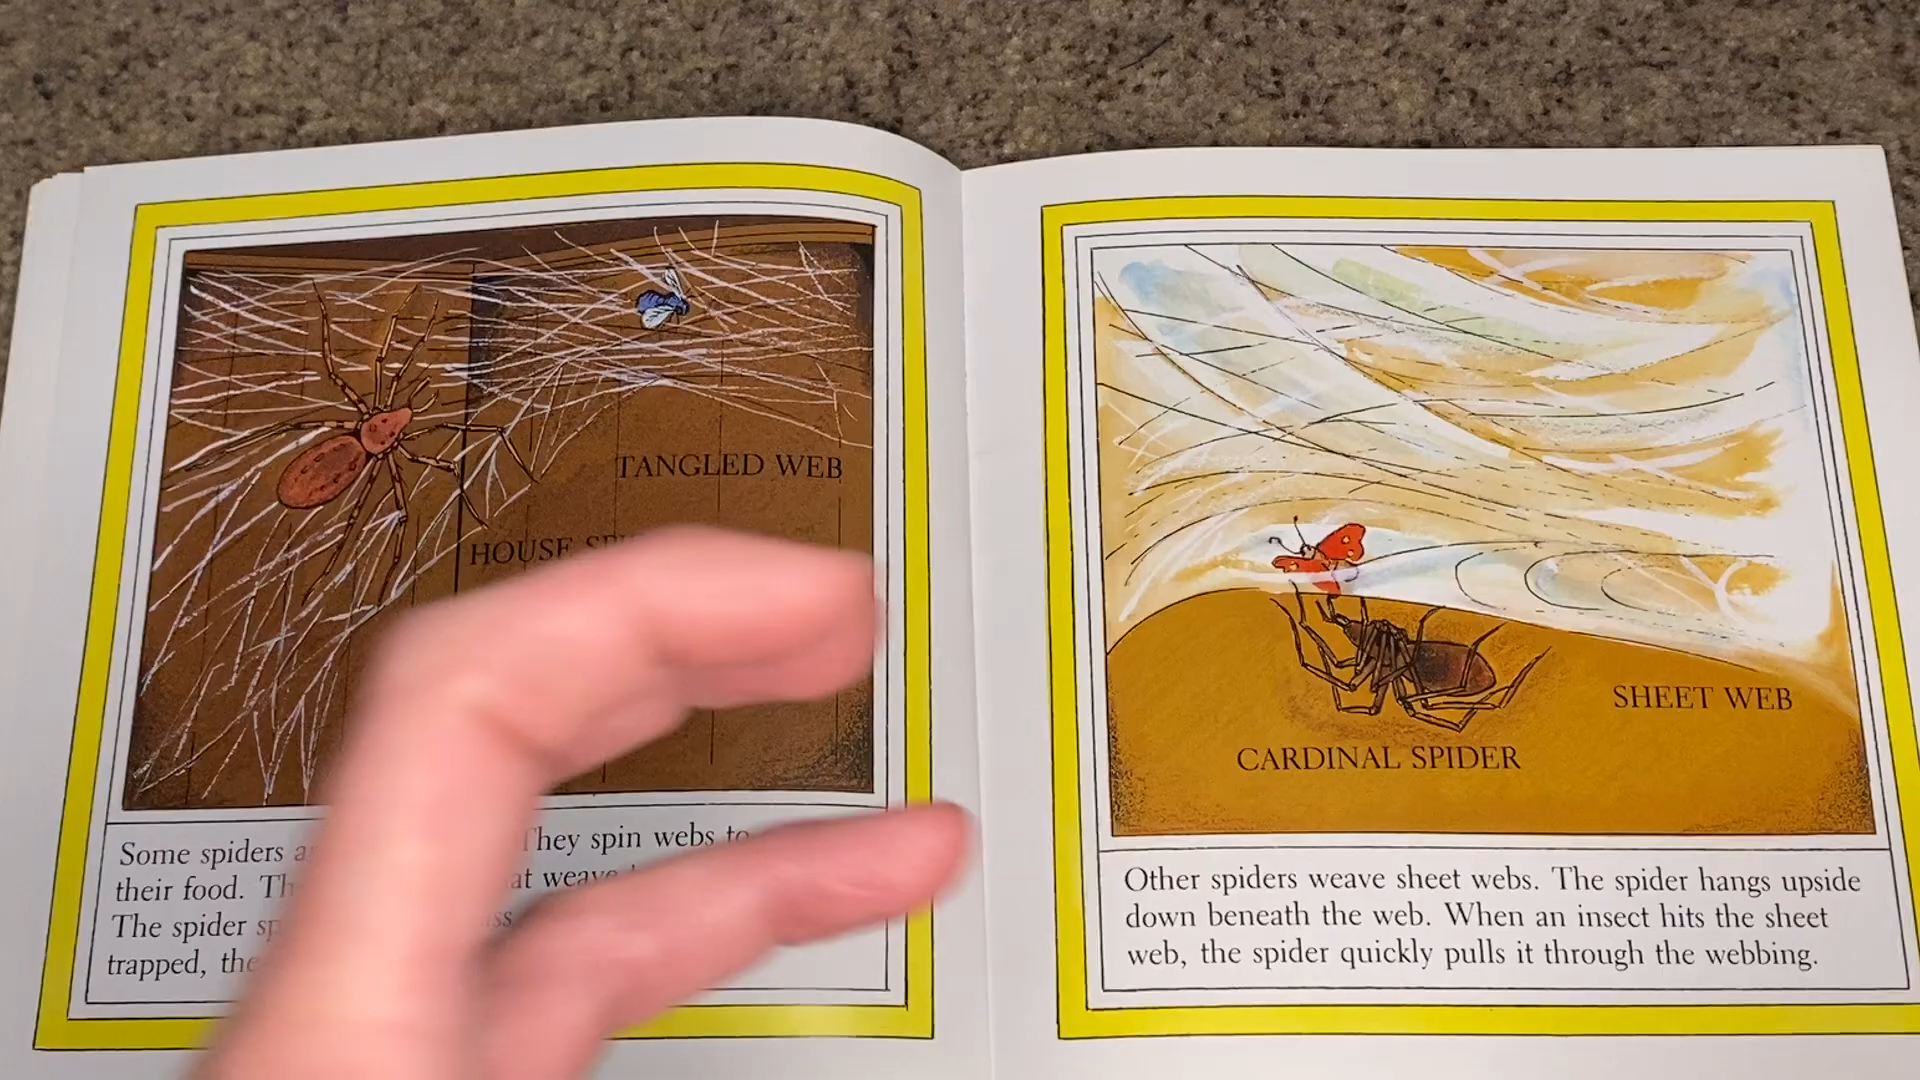 TANGLED WEB
HOUSE
Some spiders
They spin webs to
their food.
weave
The spider
trapped,
SHEET WEB
CARDINAL SPIDER
Other spiders weave sheet webs. The spider hangs upside
down beneath the web. When an insect hits the sheet
web, the spider quickly pulls it through the webbing.